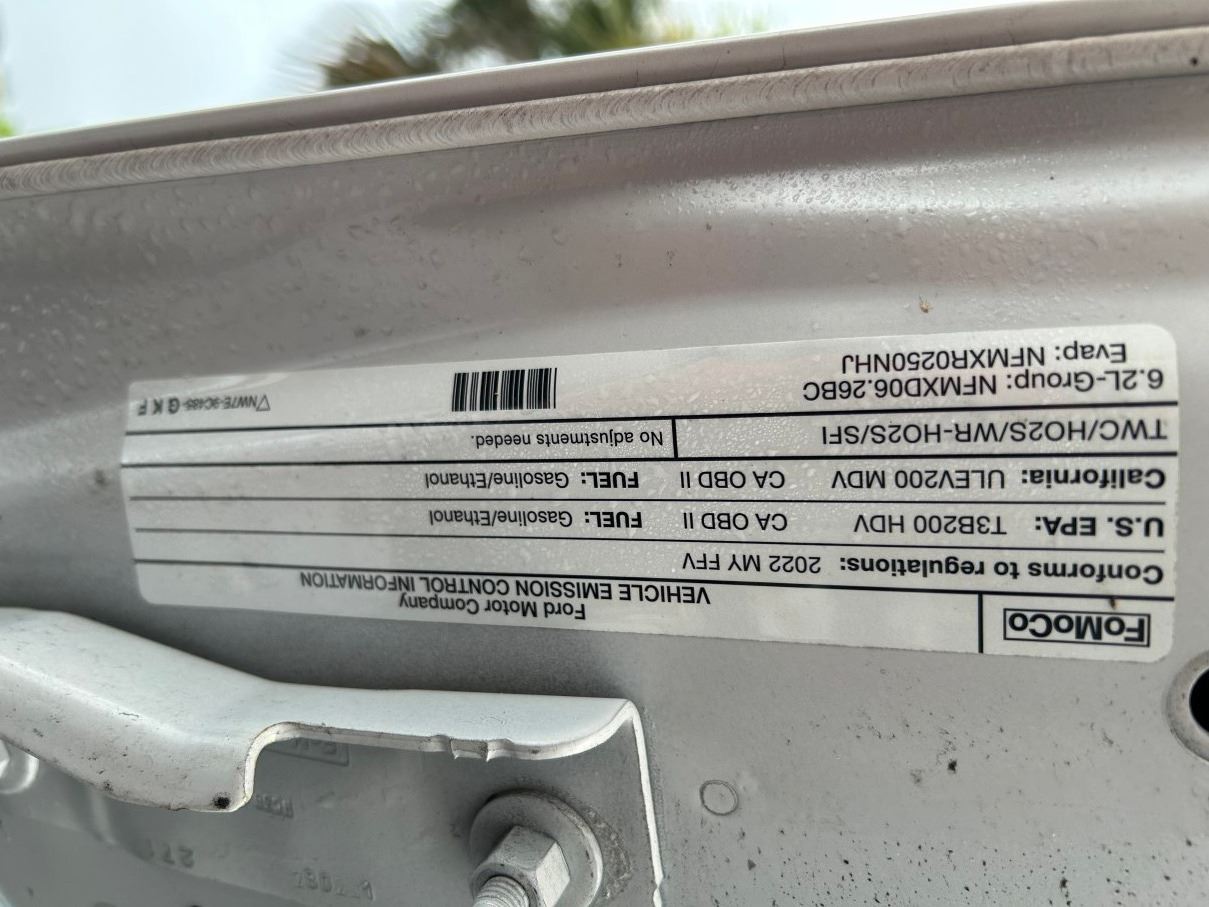 FoMoCo
Ford Motor Company
VEHICLE EMISSION CONTROL INFORMATION
Conforms to regulations: 2022 MY FFV
U.S. EPA: T3B200 HDV CA OBD II FUEL: Gasoline/Ethanol
California: ULEV200 MDV CA OBD II FUEL: Gasoline/Ethanol
TWC/HO2S/WR-HO2S/SFI No adjustments needed.
6.2L-Group: NFMXD06.26BC
Evap: NFMXR0250NHJ
NW7E-9C485- G K F